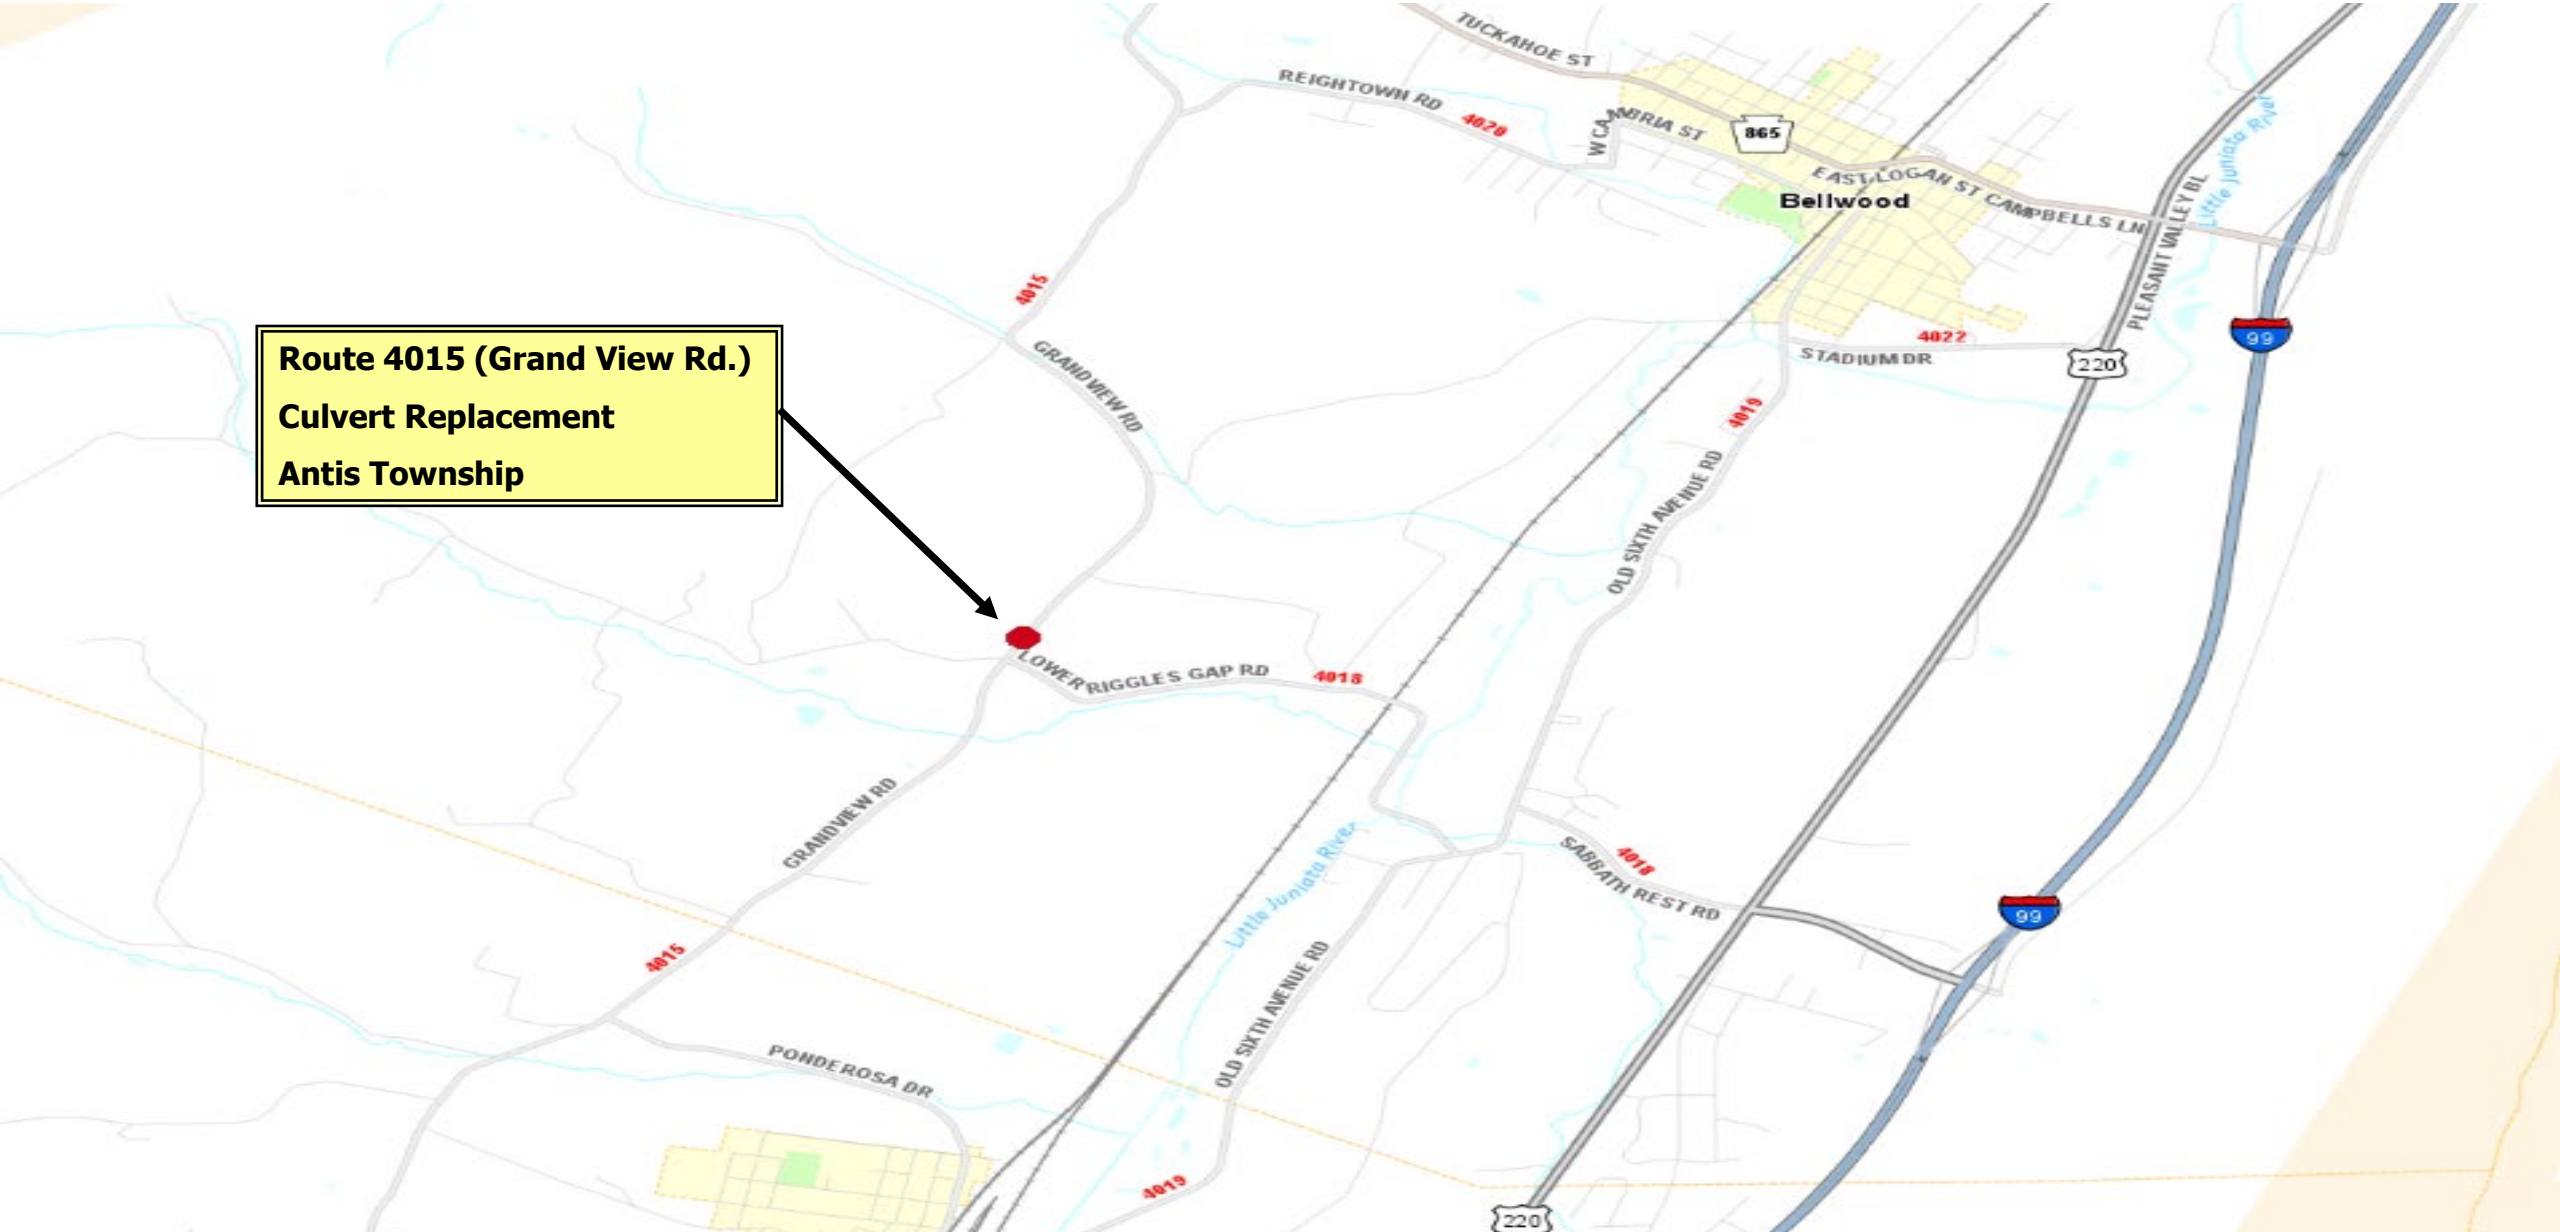 TUCKAHOE ST
REIGHTOWN RD
4020
W CAMBRIA ST
865
EAST LOGAN ST
CAMPBELLS LN
Bellwood
PLEASANT VALLEY BL
Little Juniata River
4015
99
4022
STADIUM DR
220
Route 4015 (Grand View Rd.)
Culvert Replacement
Antis Township
GRANDVIEW RD
4019
OLD SIXTH AVENUE RD
LOWER RIGGLES GAP RD
4018
GRANDVIEW RD
Little Juniata River
4018
SABBATH REST RD
99
4015
OLD SIXTH AVENUE RD
PONDEROSA DR
4019
220